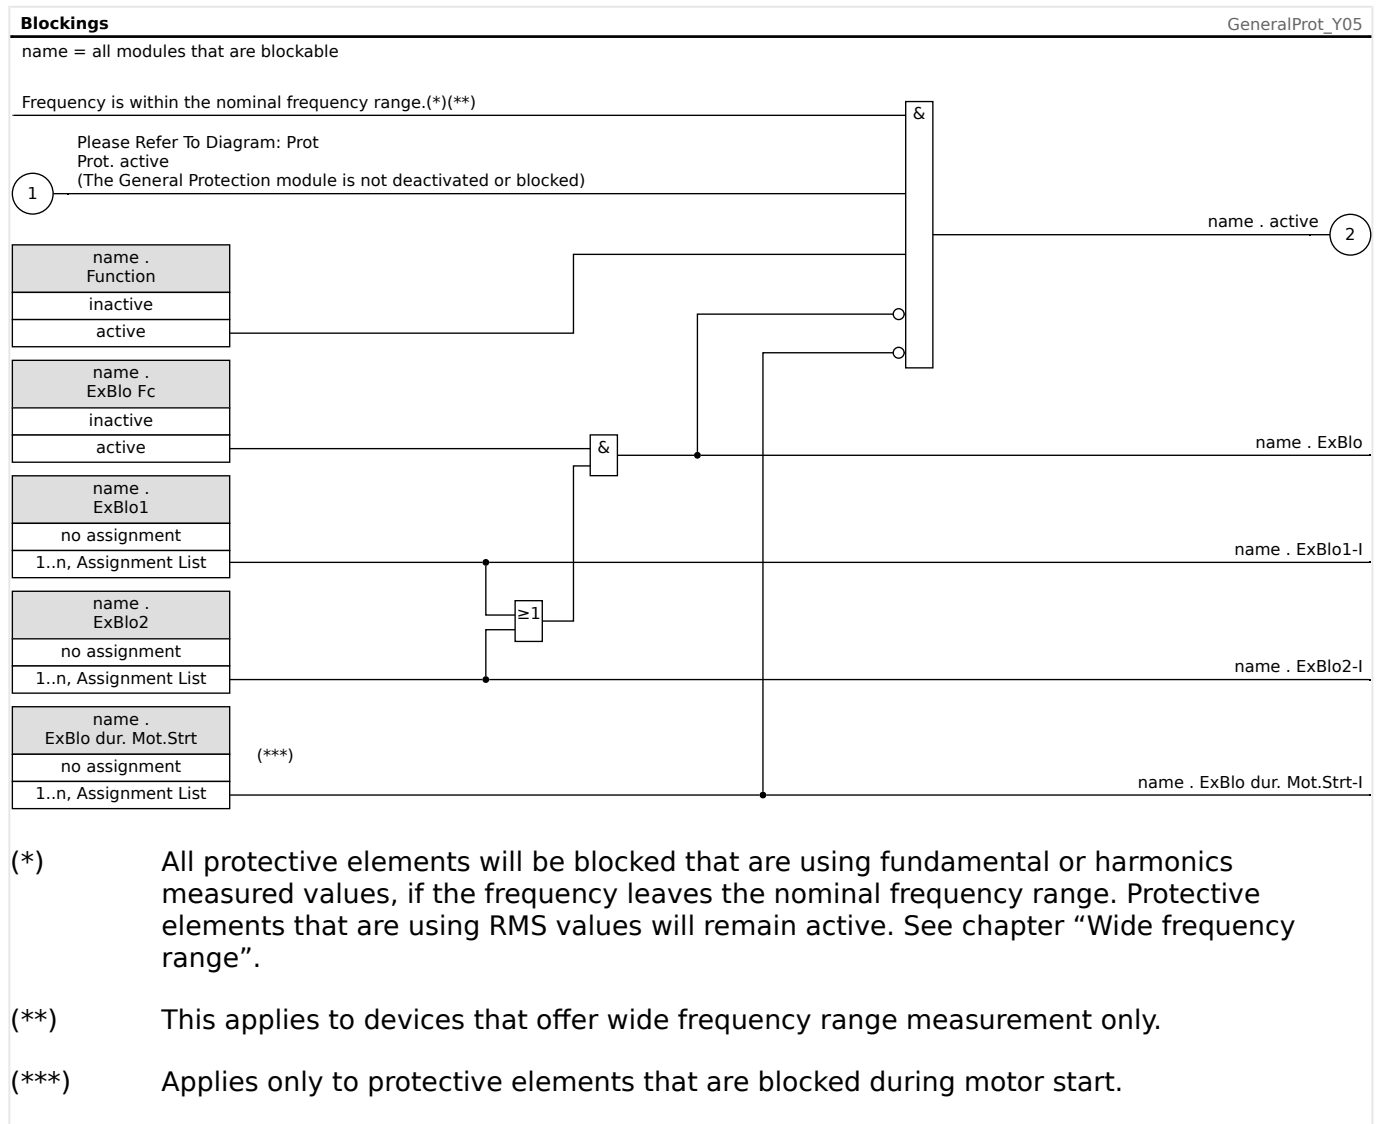 Blockings
GeneralProt_Y05
name = all modules that are blockable
Frequency is within the nominal frequency range.(*)(**)
&
Please Refer To Diagram: Prot
Prot. active
(The General Protection module is not deactivated or blocked)
1
name . active
2
name .
Function
inactive
active
name .
ExBlo Fc
inactive
active
&
name . ExBlo
name .
ExBlo1
no assignment
1..n, Assignment List
name . ExBlo1-I
≥1
name .
ExBlo2
no assignment
1..n, Assignment List
name . ExBlo2-I
name .
ExBlo dur. Mot.Strt
no assignment
1..n, Assignment List
(***)
name . ExBlo dur. Mot.Strt-I
(*) All protective elements will be blocked that are using fundamental or harmonics
measured values, if the frequency leaves the nominal frequency range. Protective
elements that are using RMS values will remain active. See chapter “Wide frequency
range”.
(**) This applies to devices that offer wide frequency range measurement only.
(***) Applies only to protective elements that are blocked during motor start.